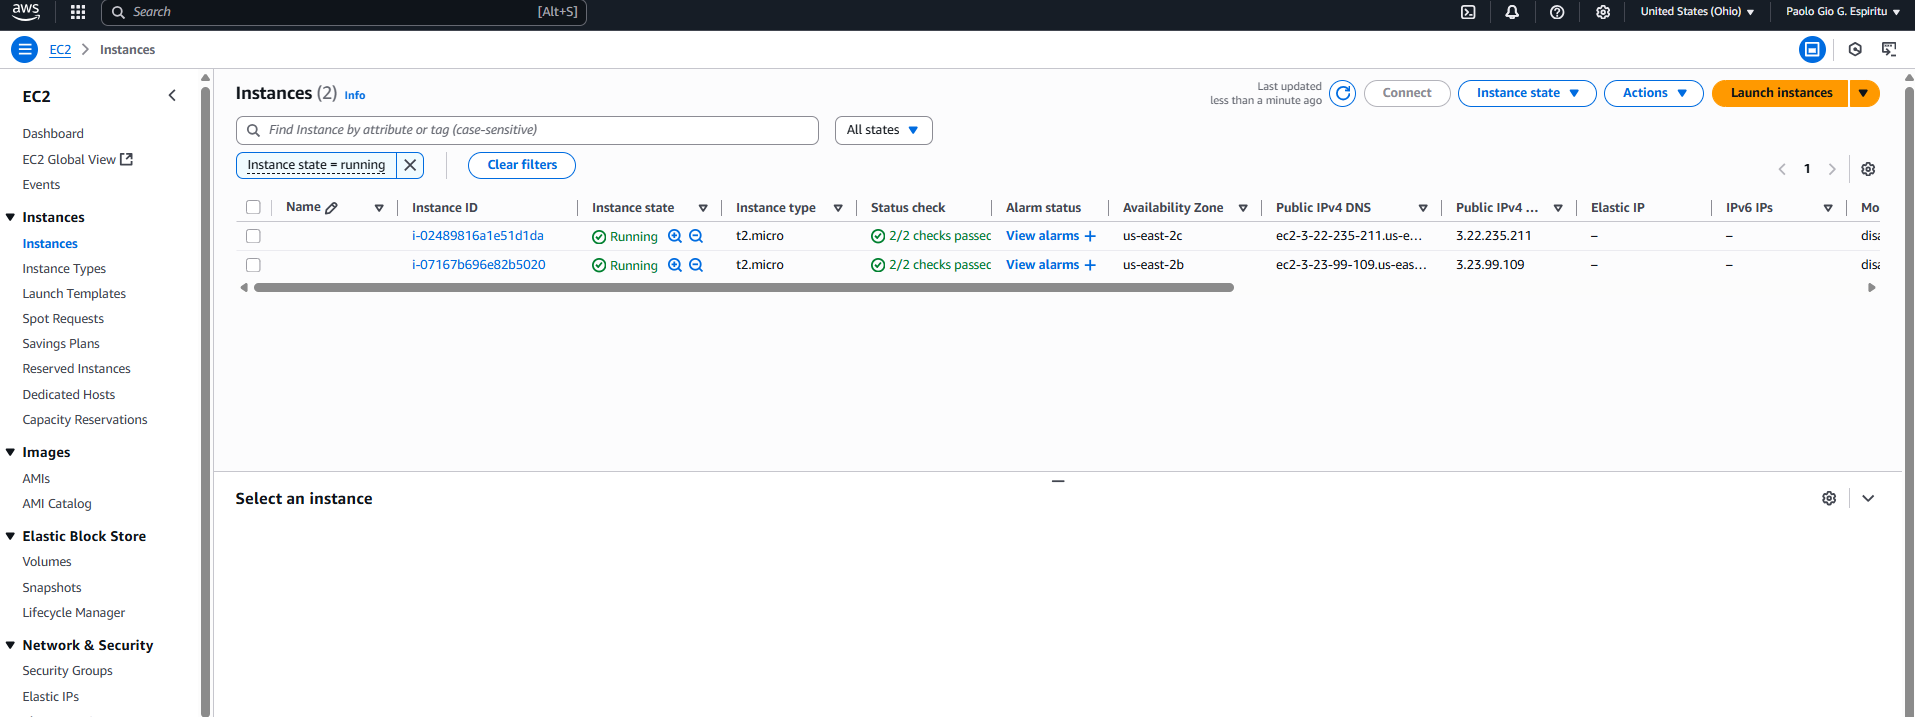 aws
Search [Alt+S]
United States (Ohio) Paolo Gio G. Espiritu
EC2 Instances
EC2
Dashboard
EC2 Global View
Events
Instances
Instances
Instance Types
Launch Templates
Spot Requests
Savings Plans
Reserved Instances
Dedicated Hosts
Capacity Reservations
Images
AMIs
AMI Catalog
Elastic Block Store
Volumes
Snapshots
Lifecycle Manager
Network & Security
Security Groups
Elastic IPs
Instances (2) Info
Last updated
less than a minute ago
Connect Instance state Actions Launch instances
Find Instance by attribute or tag (case-sensitive) All states
Instance state = running Clear filters
1
Name Instance ID Instance state Instance type Status check Alarm status Availability Zone Public IPv4 DNS Public IPv4 ... Elastic IP IPv6 IPs Mo
i-02489816a1e51d1da Running t2.micro 2/2 checks passec View alarms + us-east-2c ec2-3-22-235-211.us-e... 3.22.235.211 – – disa
i-07167b696e82b5020 Running t2.micro 2/2 checks passec View alarms + us-east-2b ec2-3-23-99-109.us-eas... 3.23.99.109 – – disa
Select an instance